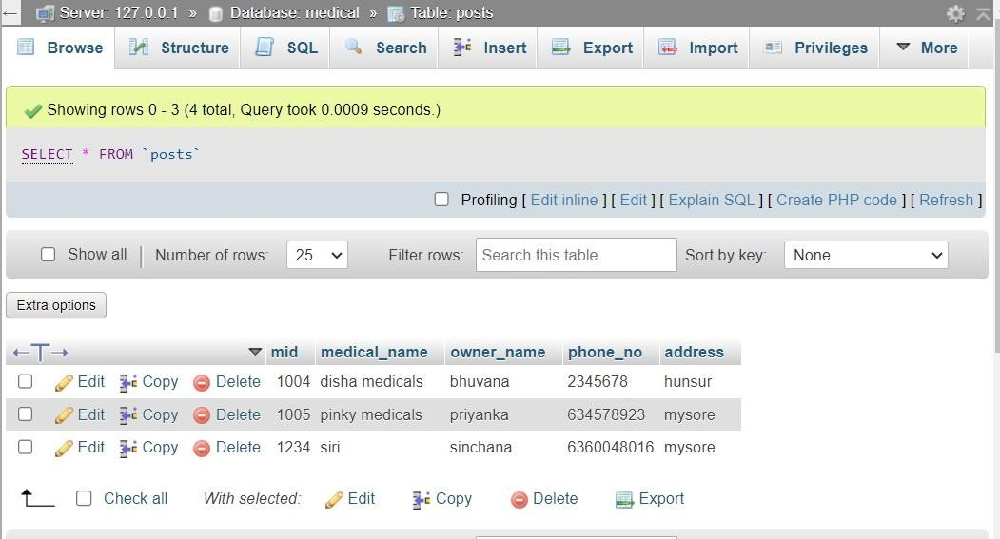 Server: 127.0.0.1 » Database: medical » Table: posts
Browse Structure SQL Search Insert Export Import Privileges More
Showing rows 0 - 3 (4 total, Query took 0.0009 seconds.)
SELECT * FROM `posts`
Profiling [ Edit inline ] [ Edit ] [ Explain SQL ] [ Create PHP code ] [ Refresh ]
Show all Number of rows: 25 Filter rows: Search this table Sort by key: None
Extra options
mid medical_name owner_name phone_no address
Edit Copy Delete 1004 disha medicals bhuvana 2345678 hunsur
Edit Copy Delete 1005 pinky medicals priyanka 634578923 mysore
Edit Copy Delete 1234 siri sinchana 6360048016 mysore
Check all With selected: Edit Copy Delete Export